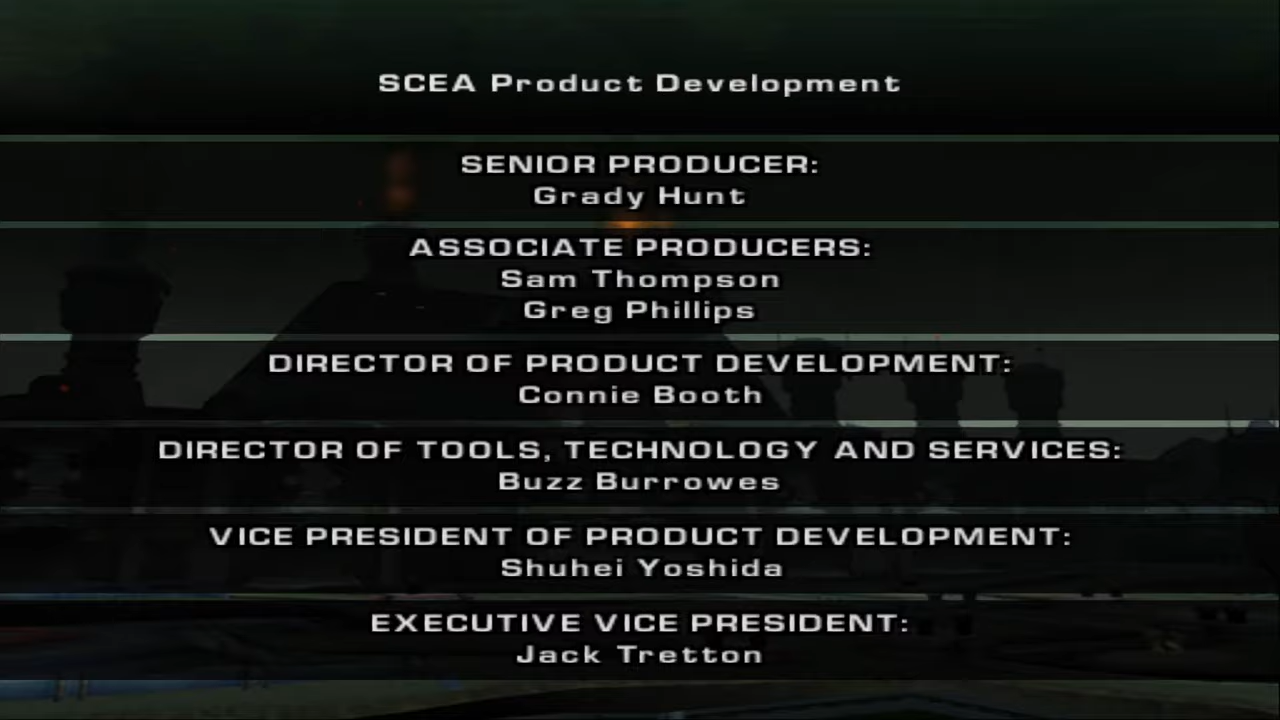 SCEA Product Development
SENIOR PRODUCER:
Grady Hunt
ASSOCIATE PRODUCERS:
Sam Thompson
Greg Phillips
DIRECTOR OF PRODUCT DEVELOPMENT:
Connie Booth
DIRECTOR OF TOOLS, TECHNOLOGY AND SERVICES:
Buzz Burrowes
VICE PRESIDENT OF PRODUCT DEVELOPMENT:
Shuhei Yoshida
EXECUTIVE VICE PRESIDENT:
Jack Tretton